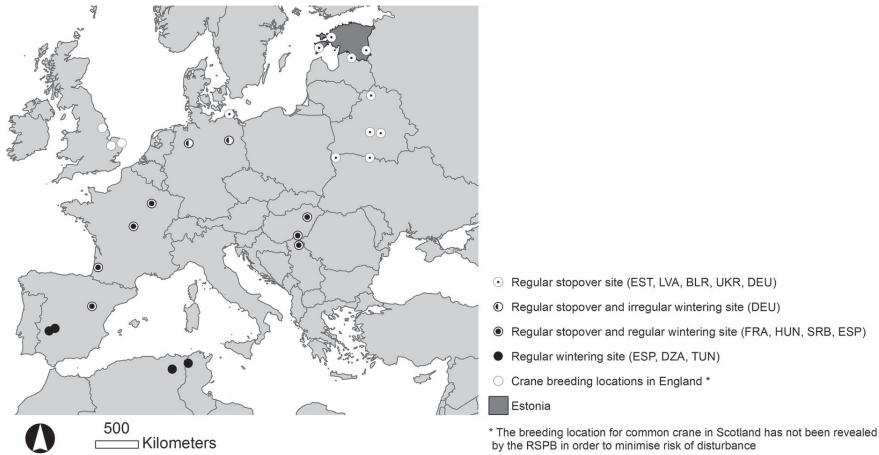 Regular stopover site (EST, LVA, BLR, UKR, DEU)
Regular stopover and irregular wintering site (DEU)
Regular stopover and regular wintering site (FRA, HUN, SRB, ESP)
Regular wintering site (ESP, DZA, TUN)
Crane breeding locations in England *
Estonia
* The breeding location for common crane in Scotland has not been revealed
by the RSPB in order to minimise risk of disturbance
500
Kilometers